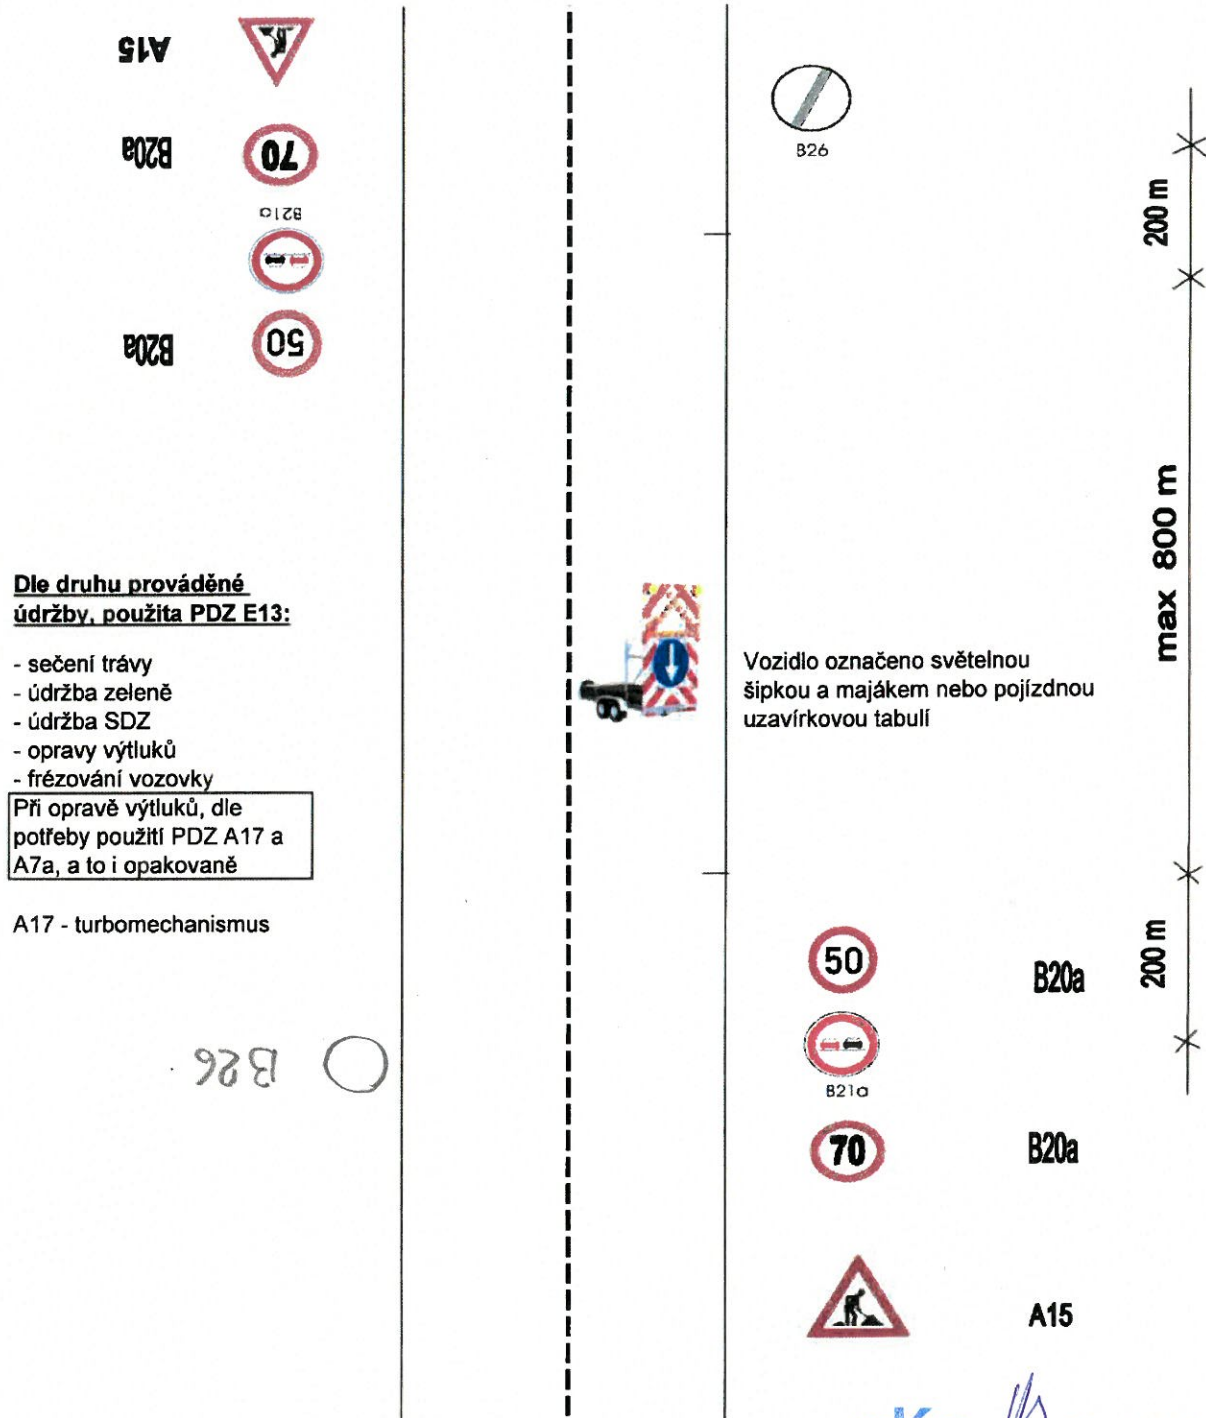 A15
B20a
70
B21a
B20a
50
B26
200 m
max 800 m
Dle druhu prováděné
údržby, použita PDZ E13:
- sečení trávy
- údržba zeleně
- údržba SDZ
- opravy výtluků
- frézování vozovky
Při opravě výtluků, dle
potřeby použití PDZ A17 a
A7a, a to i opakovaně
A17 - turbomechanismus
B26
Vozidlo označeno světelnou
šipkou a majákem nebo pojízdnou
uzavírkovou tabulí
50
B20a
200 m
B21a
70
B20a
A15